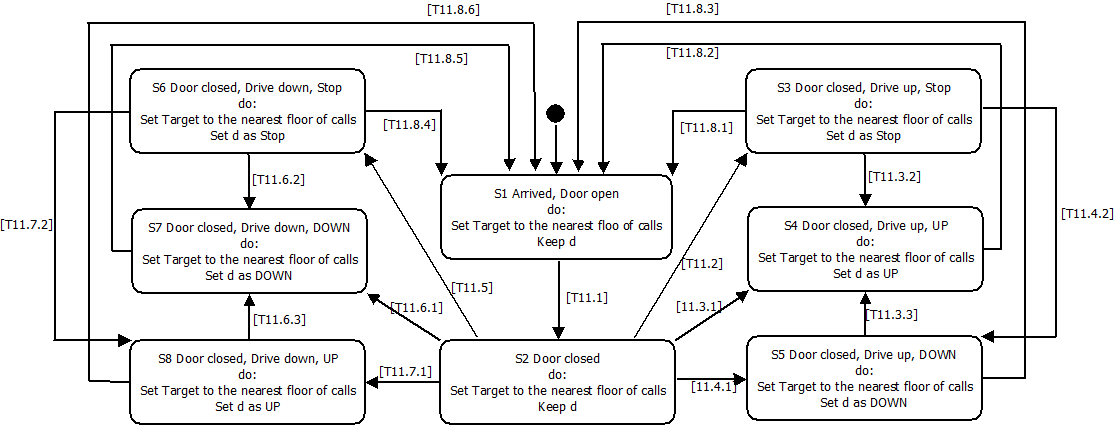 [T11.8.6]
[T11.8.3]
[T11.8.5]
[T11.8.2]
S6 Door closed, Drive down, Stop
do:
Set Target to the nearest floor of calls
Set d as Stop
[T11.8.4]
[T11.8.1]
S3 Door closed, Drive up, Stop
do:
Set Target to the nearest floor of calls
Set d as Stop
[T11.6.2]
[T11.3.2]
S1 Arrived, Door open
do:
Set Target to the nearest floo of calls
Keep d
[T11.7.2]
[T11.4.2]
S7 Door closed, Drive down, DOWN
do:
Set Target to the nearest floor of calls
Set d as DOWN
S4 Door closed, Drive up, UP
do:
Set Target to the nearest floor of calls
Set d as UP
[T11.5]
[T11.2]
[T11.1]
[T11.6.1]
[11.3.1]
[T11.6.3]
[T11.3.3]
S8 Door closed, Drive down, UP
do:
Set Target to the nearest floor of calls
Set d as UP
[T11.7.1]
S2 Door closed
do:
Set Target to the nearest floor of calls
Keep d
[11.4.1]
S5 Door closed, Drive up, DOWN
do:
Set Target to the nearest floor of calls
Set d as DOWN